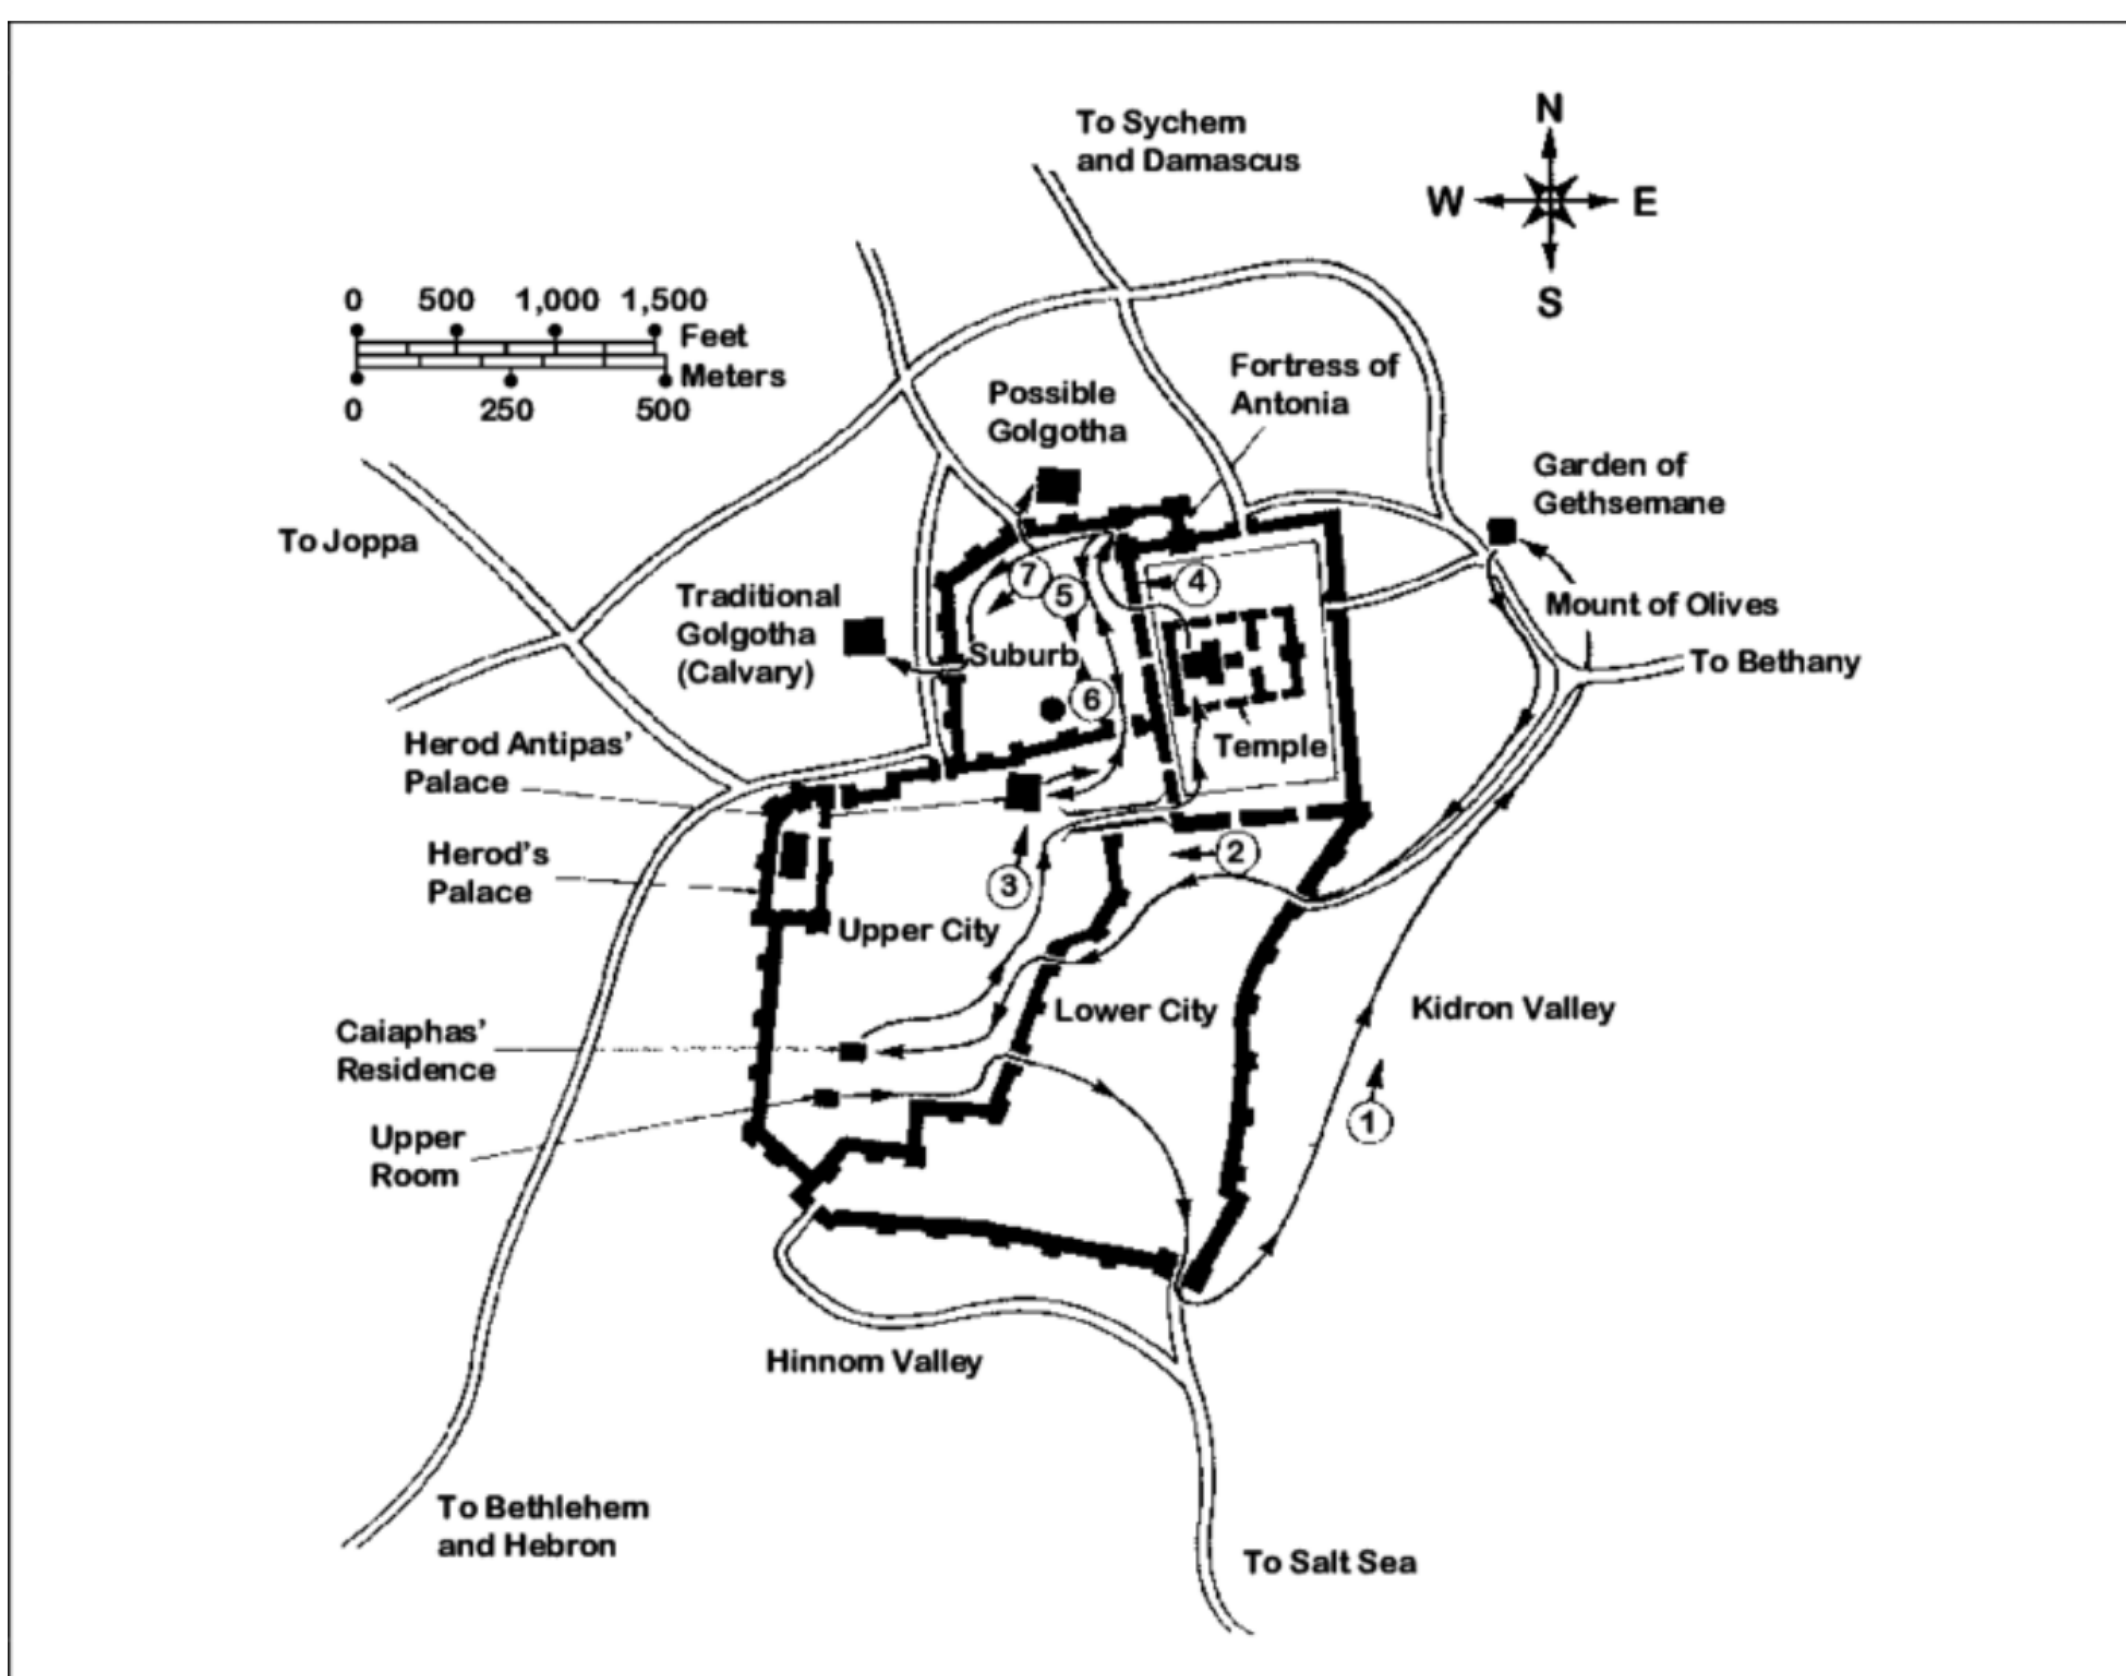 To Sychem
and Damascus
N
W
E
S
0 500 1,000 1,500
Feet
Meters
0 250 500
Fortress of
Antonia
Possible
Golgotha
Garden of
Gethsemane
To Joppa
Mount of Olives
Traditional
Golgotha
(Calvary)
7
5
4
Suburb
To Bethany
6
Herod Antipas’
Palace
Temple
Herod’s
Palace
2
3
Upper City
Lower City
Kidron Valley
Caiaphas’
Residence
1
Upper
Room
Hinnom Valley
To Bethlehem
and Hebron
To Salt Sea